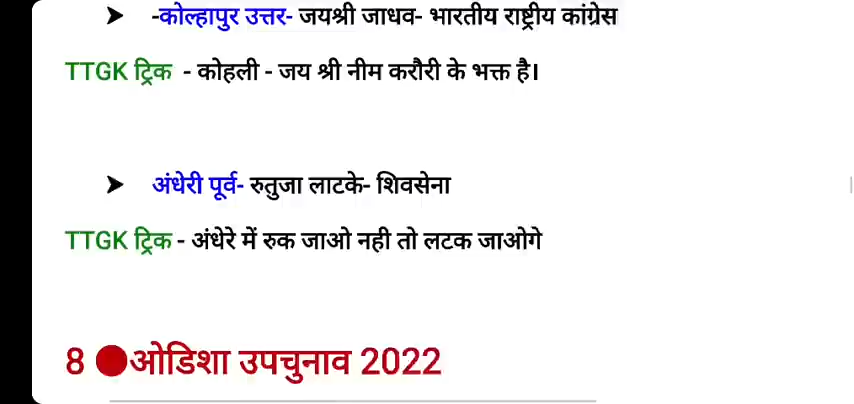 ➤ -कोल्हापुर उत्तर- जयश्री जाधव- भारतीय राष्ट्रीय कांग्रेस
TTGK ट्रिक - कोहली - जय श्री नीम करौरी के भक्त है।
➤ अंधेरी पूर्व- रुतुजा लाटके- शिवसेना
TTGK ट्रिक - अंधेरे में रुक जाओ नही तो लटक जाओगे
8 🔴ओडिशा उपचुनाव 2022